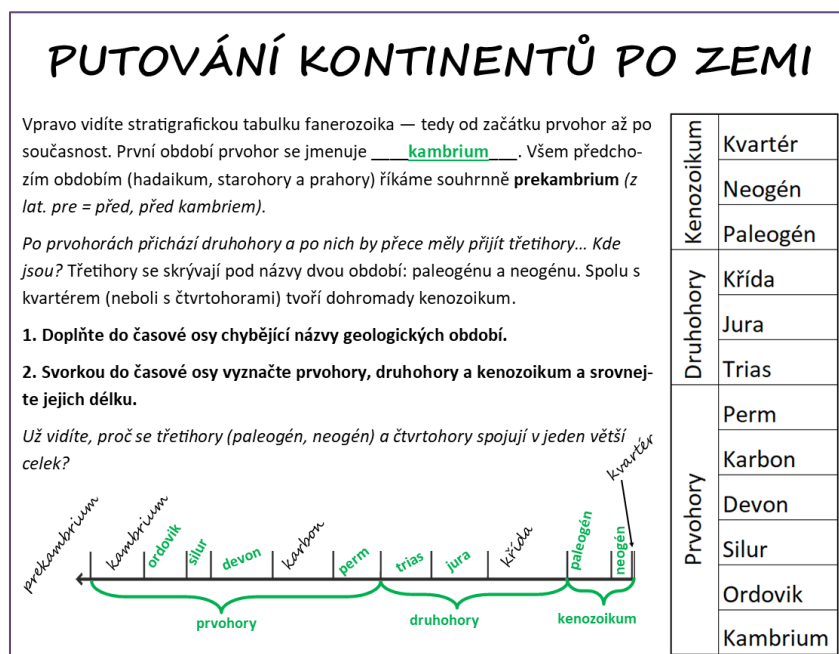 PUTOVÁNÍ KONTINENTŮ PO ZEMI
Vpravo vidíte stratigrafickou tabulku fanerozoika — tedy od začátku prvohor až po
současnost. První období prvohor se jmenuje ____kambrium___. Všem předcho-
zím obdobím (hadaikum, starohory a prahory) říkáme souhrnně prekambrium (z
lat. pre = před, před kambriem).
Po prvohorách přichází druhohory a po nich by přece měly přijít třetihory... Kde
jsou? Třetihory se skrývají pod názvy dvou období: paleogénu a neogénu. Spolu s
kvartérem (neboli s čtvrtohorami) tvoří dohromady kenozoikum.
1. Doplňte do časové osy chybějící názvy geologických období.
2. Svorkou do časové osy vyznačte prvohory, druhohory a kenozoikum a srovnej-
te jejich délku.
Už vidíte, proč se třetihory (paleogén, neogén) a čtvrtohory spojují v jeden větší
celek?
prekambrium
kambrium
ordovik
silur
devon
karbon
perm
trias
jura
křída
paleogén
neogén
kvartér
prvohory
druhohory
kenozoikum
Kenozoikum
Kvartér
Neogén
Paleogén
Druhohory
Křída
Jura
Trias
Prvohory
Perm
Karbon
Devon
Silur
Ordovik
Kambrium